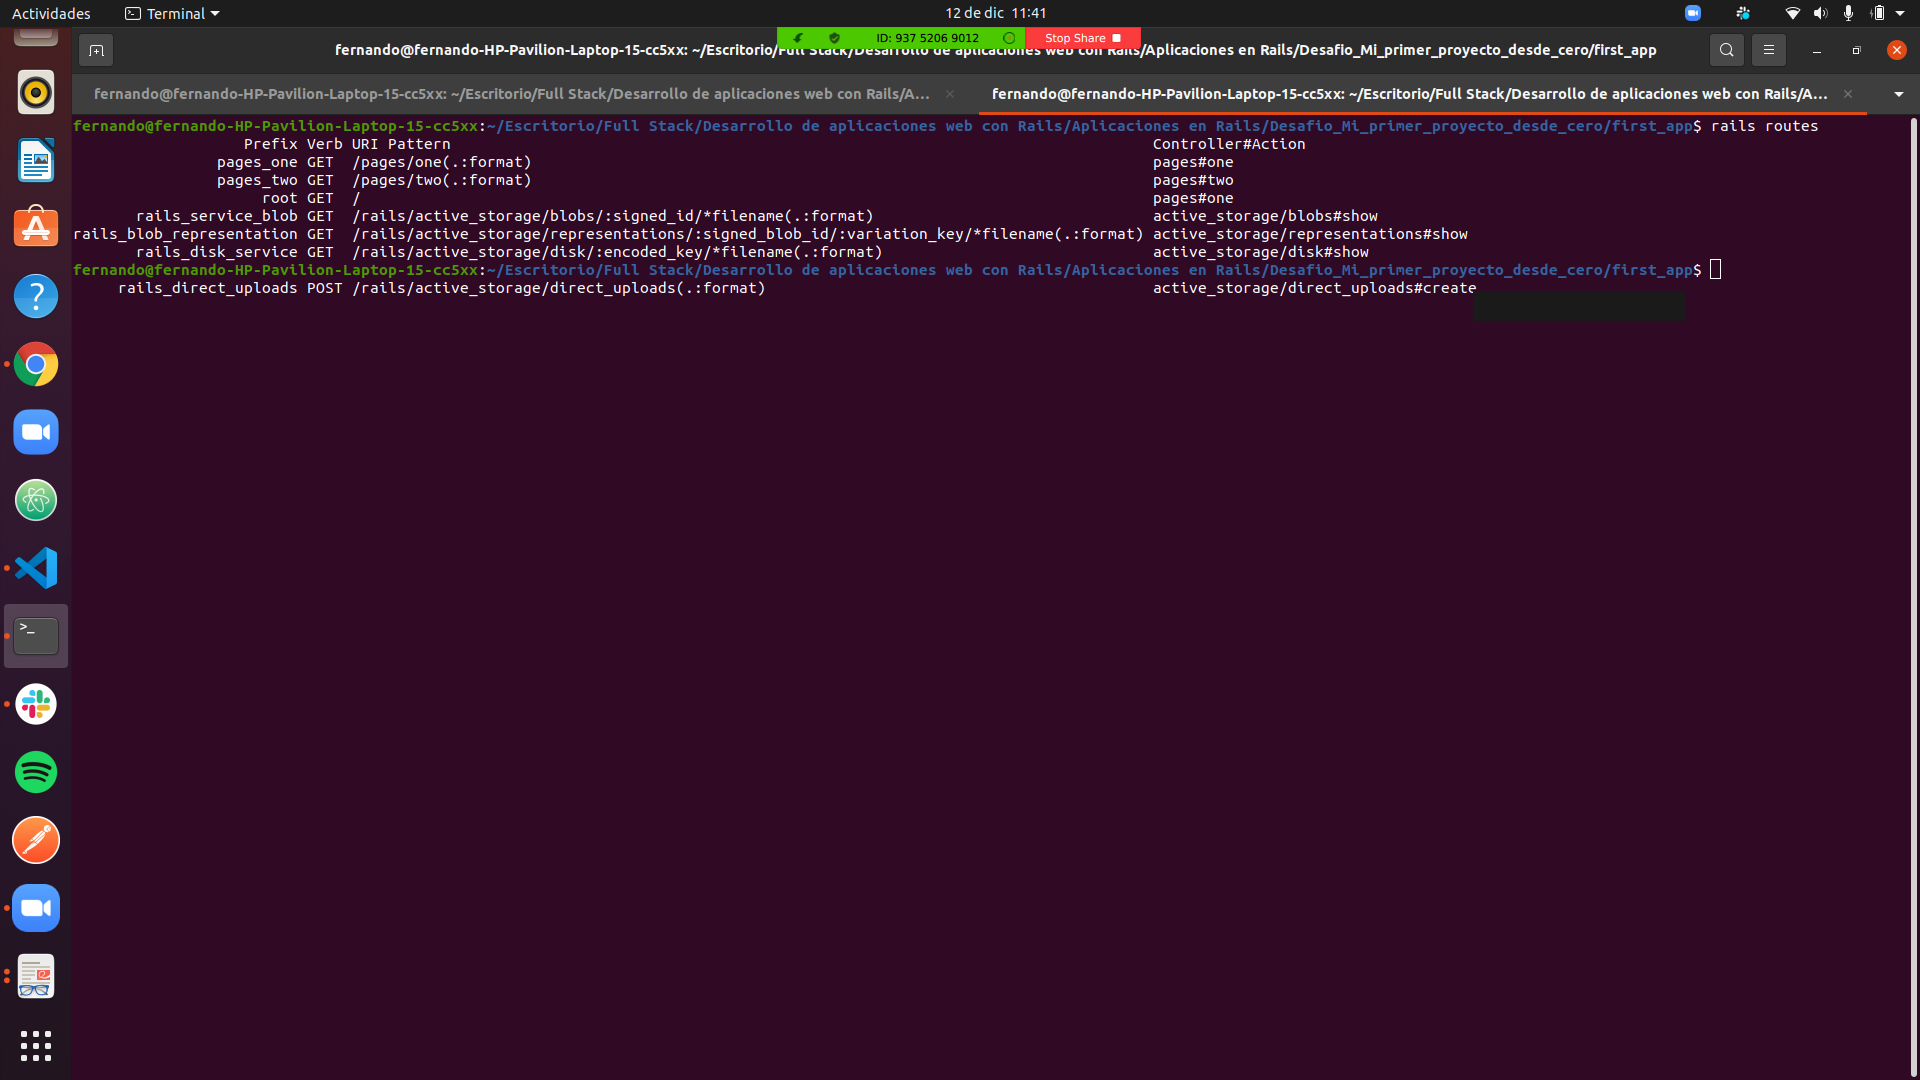 Actividades
Terminal
12 de dic 11:41
ID: 937 5206 9012
Stop Share
fernando@fernando-HP-Pavilion-Laptop-15-cc5xx: ~/Escritorio/Full Stack/Desarrollo de aplicaciones web con Rails/Aplicaciones en Rails/Desafio_Mi_primer_proyecto_desde_cero/first_app
fernando@fernando-HP-Pavilion-Laptop-15-cc5xx: ~/Escritorio/Full Stack/Desarrollo de aplicaciones web con Rails/A...
fernando@fernando-HP-Pavilion-Laptop-15-cc5xx: ~/Escritorio/Full Stack/Desarrollo de aplicaciones web con Rails/A...
fernando@fernando-HP-Pavilion-Laptop-15-cc5xx:~/Escritorio/Full Stack/Desarrollo de aplicaciones web con Rails/Aplicaciones en Rails/Desafio_Mi_primer_proyecto_desde_cero/first_app$ rails routes
Prefix Verb URI Pattern Controller#Action
pages_one GET /pages/one(.:format) pages#one
pages_two GET /pages/two(.:format) pages#two
root GET / pages#one
rails_service_blob GET /rails/active_storage/blobs/:signed_id/*filename(.:format) active_storage/blobs#show
rails_blob_representation GET /rails/active_storage/representations/:signed_blob_id/:variation_key/*filename(.:format) active_storage/representations#show
rails_disk_service GET /rails/active_storage/disk/:encoded_key/*filename(.:format) active_storage/disk#show
fernando@fernando-HP-Pavilion-Laptop-15-cc5xx:~/Escritorio/Full Stack/Desarrollo de aplicaciones web con Rails/Aplicaciones en Rails/Desafio_Mi_primer_proyecto_desde_cero/first_app$
rails_direct_uploads POST /rails/active_storage/direct_uploads(.:format) active_storage/direct_uploads#create